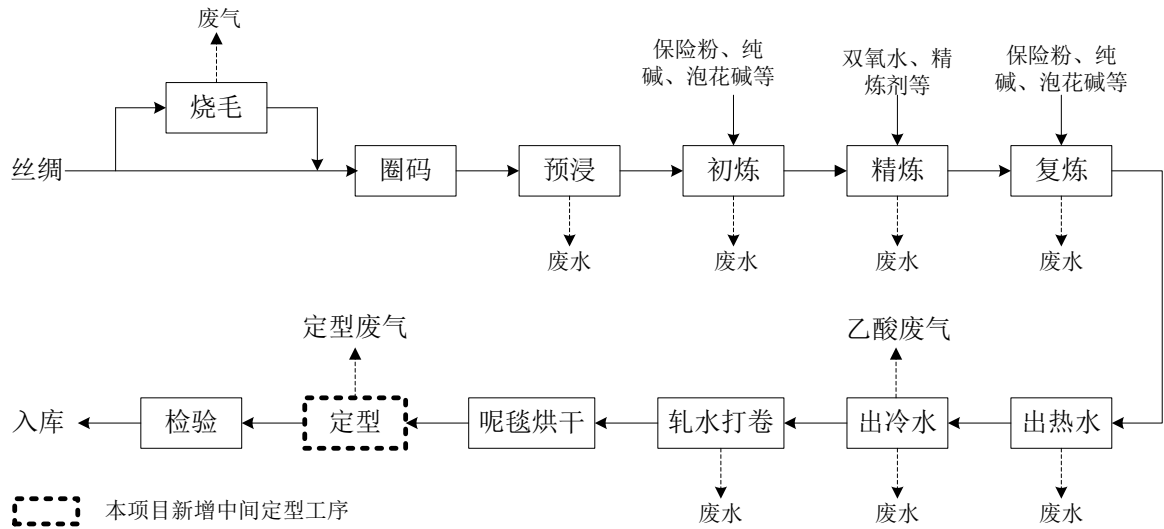 废气
烧毛
丝绸
圈码
预浸
废水
保险粉、纯
碱、泡花碱等
初炼
废水
双氧水、精
炼剂等
精炼
废水
保险粉、纯
碱、泡花碱等
复炼
废水
出热水
废水
乙酸废气
出冷水
废水
轧水打卷
废水
呢毯烘干
定型废气
定型
检验
入库
本项目新增中间定型工序